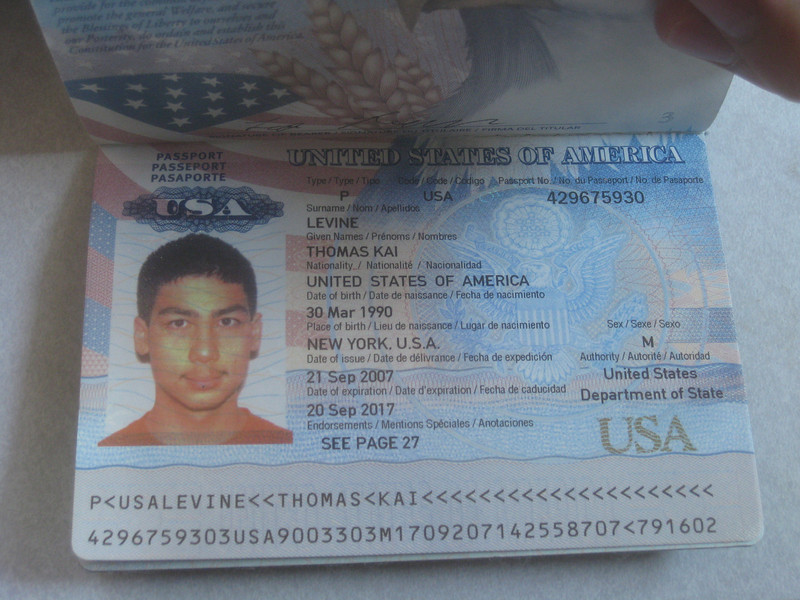 provide for the common
promote the general Welfare, and secure
the Blessings of Liberty to ourselves and
our Posterity, do ordain and establish this
Constitution for the United States of America.
TITULAIRE / FIRMA DEL TITULAR
3
PASSPORT
PASSEPORT
PASAPORTE
USA
UNITED STATES OF AMERICA
Type / Type / Tipo Code / Code / Código Passport No. / No. du Passeport / No. de Pasaporte
P USA 429675930
Surname / Nom / Apellidos
LEVINE
Given Names / Prénoms / Nombres
THOMAS KAI
Nationality / Nationalité / Nacionalidad
UNITED STATES OF AMERICA
Date of birth / Date de naissance / Fecha de nacimiento
30 Mar 1990
Place of birth / Lieu de naissance / Lugar de nacimiento Sex / Sexe / Sexo
NEW YORK, U.S.A. M
Date of issue / Date de délivrance / Fecha de expedición Authority / Autorité / Autoridad
21 Sep 2007 United States
Date of expiration / Date d'expiration / Fecha de caducidad Department of State
20 Sep 2017
Endorsements / Mentions Spéciales / Anotaciones
SEE PAGE 27 USA
P<USALEVINE<<THOMAS<KAI<<<<<<<<<<<<<<<<<<<<<
4296759303USA9003303M1709207142558707<791602